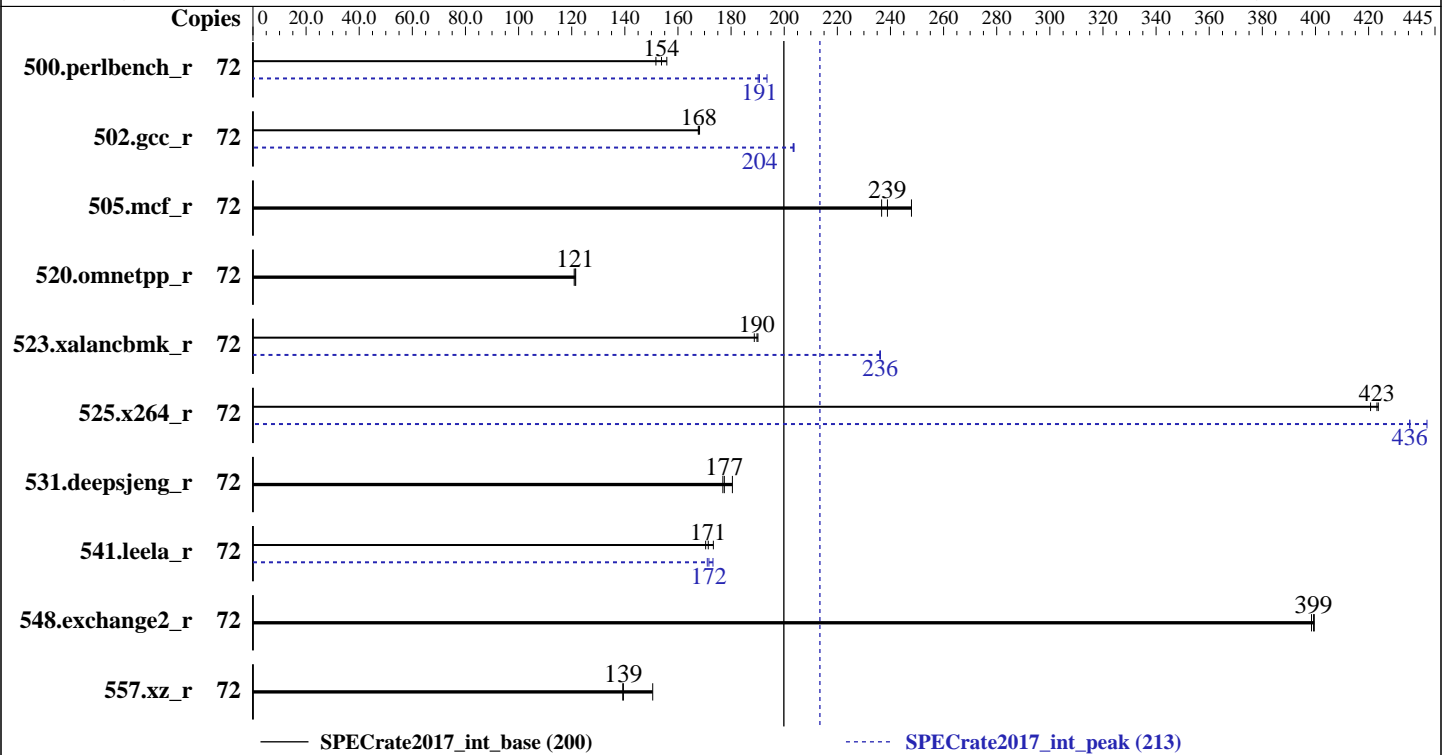 Copies 0 20.0 40.0 60.0 80.0 100 120 140 160 180 200 220 240 260 280 300 320 340 360 380 400 420 445
500.perlbench_r 72 154
191
502.gcc_r 72 168
204
505.mcf_r 72 239
520.omnetpp_r 72 121
523.xalancbmk_r 72 190
236
525.x264_r 72 423
436
531.deepsjeng_r 72 177
541.leela_r 72 171
172
548.exchange2_r 72 399
557.xz_r 72 139
SPECrate2017_int_base (200) SPECrate2017_int_peak (213)